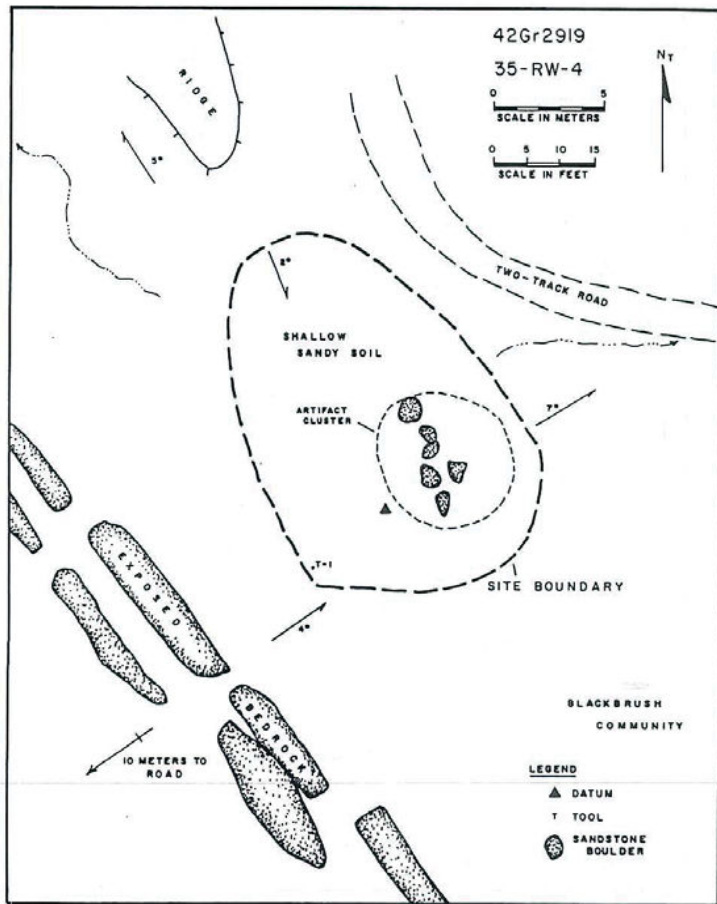 42Gr2919
35-RW-4
NT
0 5
SCALE IN METERS
0 5 10 15
SCALE IN FEET
RIDGE
5°
TWO-TRACK ROAD
2°
SHALLOW
SANDY SOIL
ARTIFACT
CLUSTER
7°
T-1
SITE BOUNDARY
EXPOSED
4°
BEDROCK
BLACKBRUSH
COMMUNITY
10 METERS TO
ROAD
LEGEND
DATUM
T TOOL
SANDSTONE
BOULDER